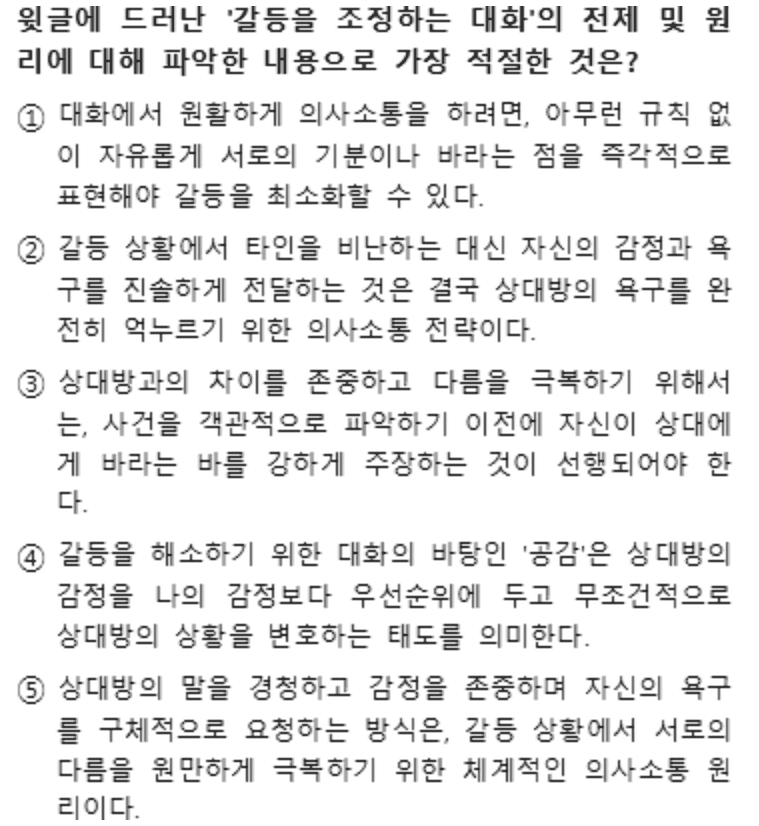 윗글에 드러난 '갈등을 조정하는 대화'의 전제 및 원
리에 대해 파악한 내용으로 가장 적절한 것은?
① 대화에서 원활하게 의사소통을 하려면, 아무런 규칙 없
이 자유롭게 서로의 기분이나 바라는 점을 즉각적으로
표현해야 갈등을 최소화할 수 있다.
② 갈등 상황에서 타인을 비난하는 대신 자신의 감정과 욕
구를 진솔하게 전달하는 것은 결국 상대방의 욕구를 완
전히 억누르기 위한 의사소통 전략이다.
③ 상대방과의 차이를 존중하고 다름을 극복하기 위해서
는, 사건을 객관적으로 파악하기 이전에 자신이 상대에
게 바라는 바를 강하게 주장하는 것이 선행되어야 한
다.
④ 갈등을 해소하기 위한 대화의 바탕인 '공감'은 상대방의
감정을 나의 감정보다 우선순위에 두고 무조건적으로
상대방의 상황을 변호하는 태도를 의미한다.
⑤ 상대방의 말을 경청하고 감정을 존중하며 자신의 욕구
를 구체적으로 요청하는 방식은, 갈등 상황에서 서로의
다름을 원만하게 극복하기 위한 체계적인 의사소통 원
리이다.